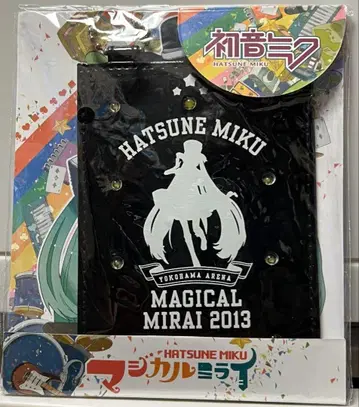 初音ミク
HATSUNE MIKU
HATSUNE MIKU
YOKOHAMA ARENA
MAGICAL
MIRAI 2013
HATSUNE MIKU
マジカルミライ